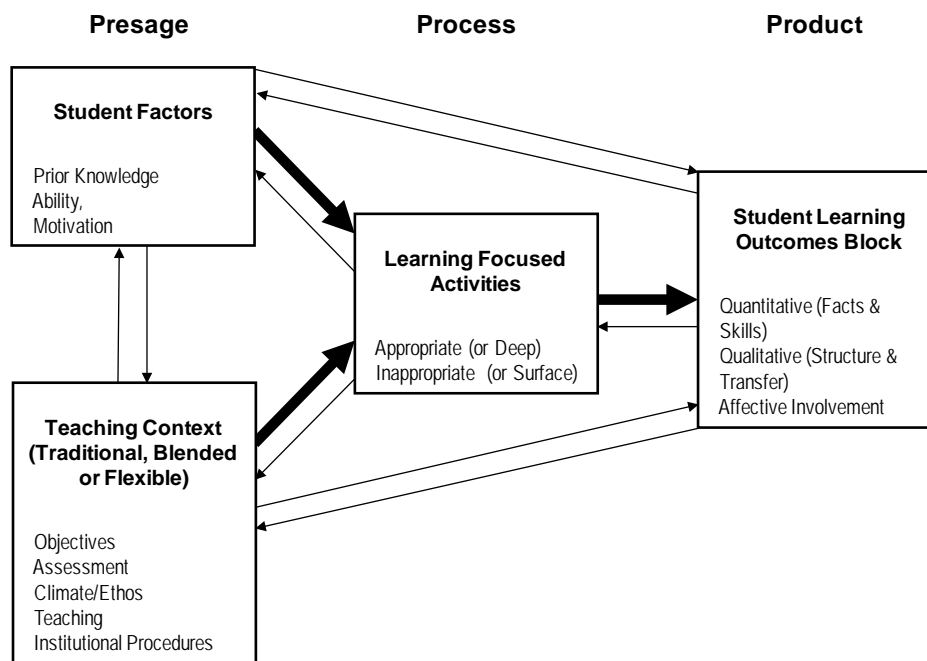 Presage
Process
Product
Student Factors
Prior Knowledge
Ability,
Motivation
Learning Focused
Activities
Appropriate (or Deep)
Inappropriate (or Surface)
Student Learning
Outcomes Block
Quantitative (Facts &
Skills)
Qualitative (Structure &
Transfer)
Affective Involvement
Teaching Context
(Traditional, Blended
or Flexible)
Objectives
Assessment
Climate/Ethos
Teaching
Institutional Procedures